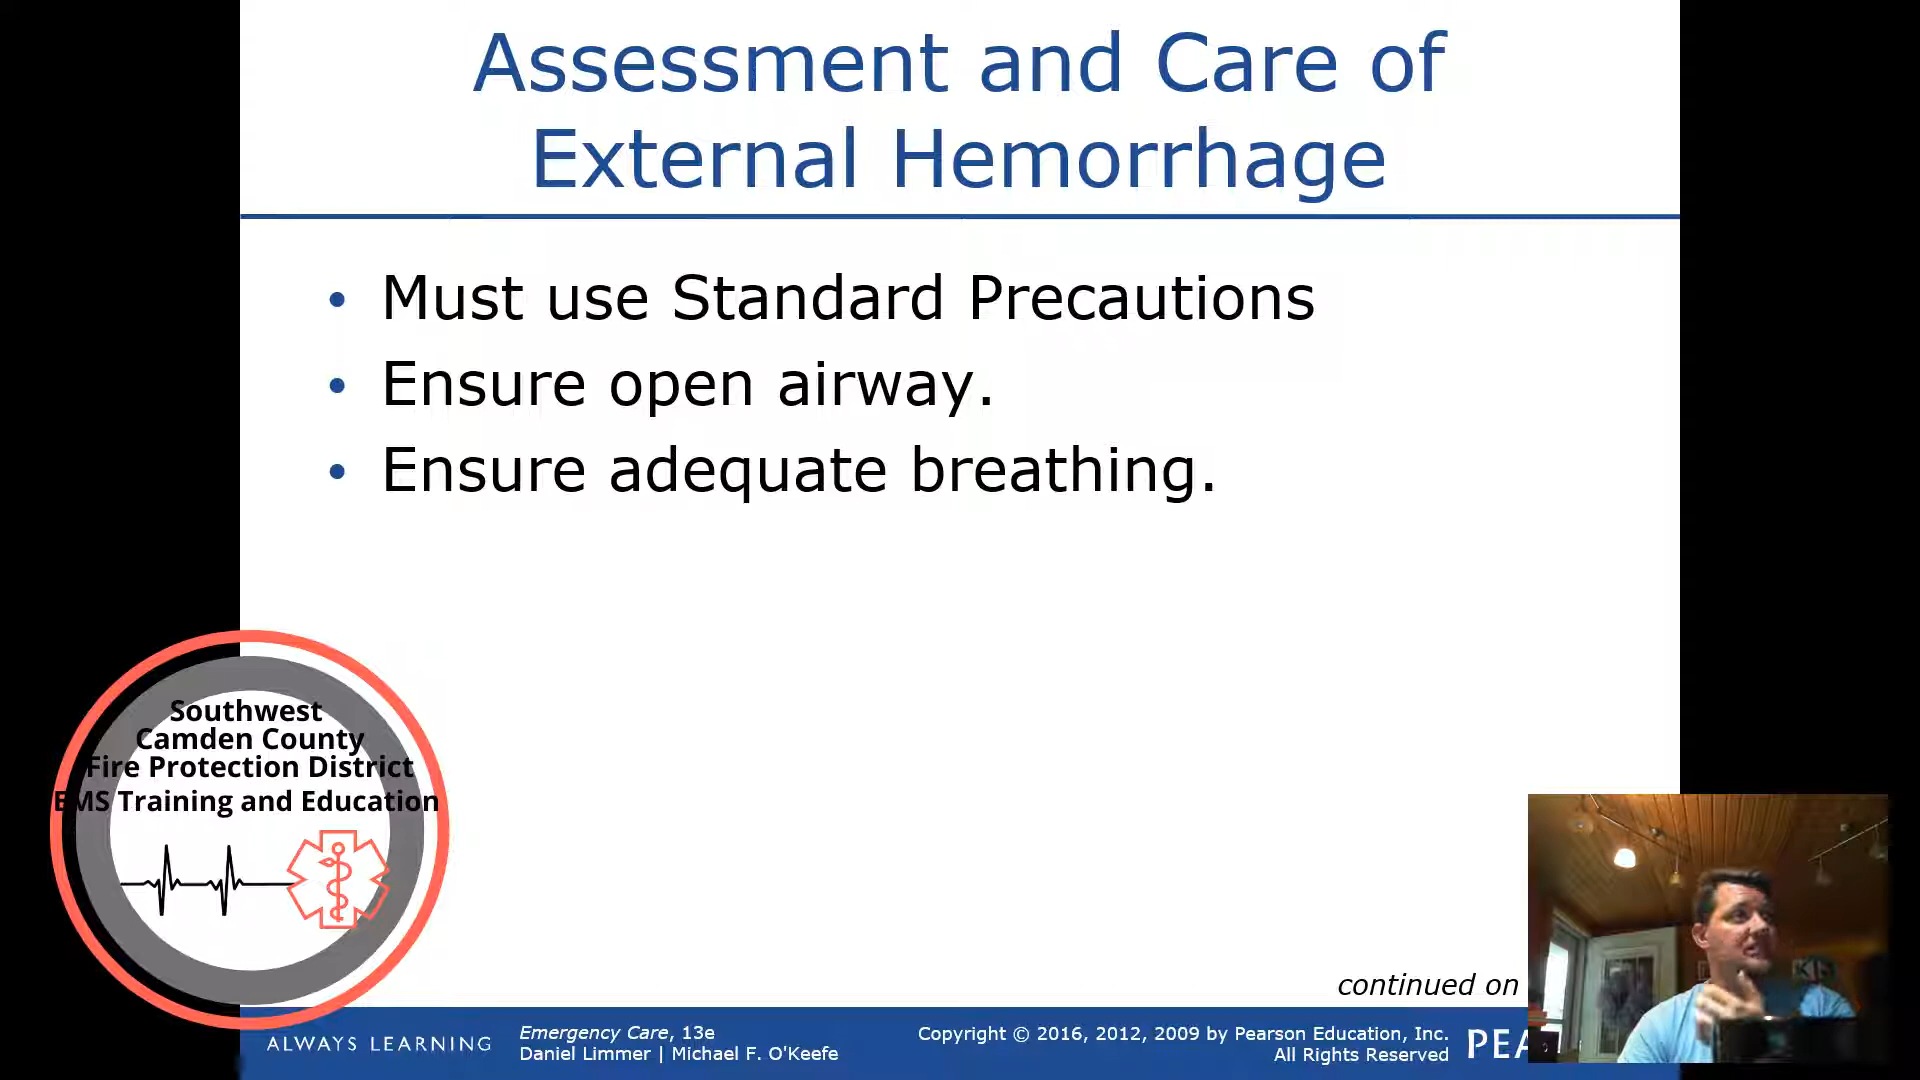 Assessment and Care of
External Hemorrhage
• Must use Standard Precautions
• Ensure open airway.
• Ensure adequate breathing.
Southwest
Camden County
Fire Protection District
EMS Training and Education
continued on
ALWAYS LEARNING
Emergency Care, 13e
Daniel Limmer | Michael F. O'Keefe
Copyright © 2016, 2012, 2009 by Pearson Education, Inc.
All Rights Reserved
PEA